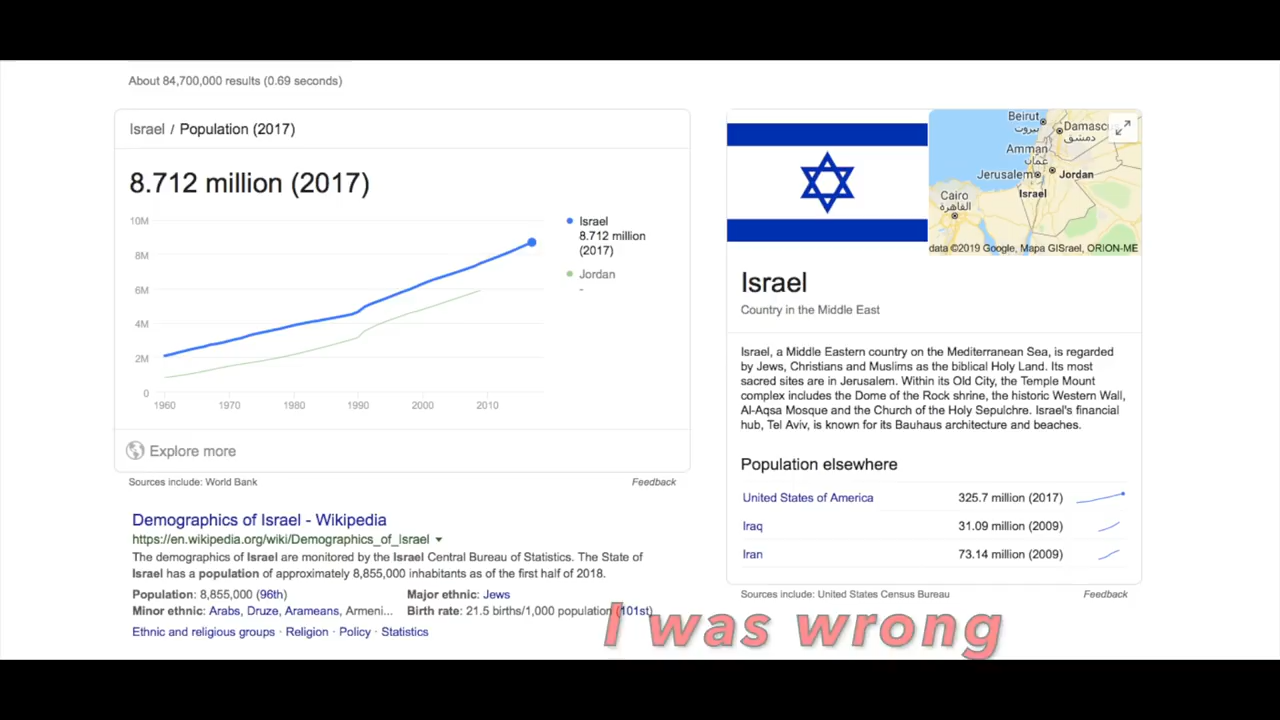 About 84,700,000 results (0.69 seconds)
Israel / Population (2017)
8.712 million (2017)
10M
8M
6M
4M
2M
0
1960
1970
1980
1990
2000
2010
Israel
8.712 million
(2017)
Jordan
-
Explore more
Sources include: World Bank
Feedback
Demographics of Israel - Wikipedia
https://en.wikipedia.org/wiki/Demographics_of_Israel
The demographics of Israel are monitored by the Israel Central Bureau of Statistics. The State of
Israel has a population of approximately 8,855,000 inhabitants as of the first half of 2018.
Population: 8,855,000 (96th)
Major ethnic: Jews
Minor ethnic: Arabs, Druze, Arameans, Armeni...
Birth rate: 21.5 births/1,000 population (101st)
Ethnic and religious groups · Religion · Policy · Statistics
Beirut
بيروت
Damascu
دمشق
Amman
عمان
Jerusalem
Jordan
Israel
Cairo
القاهرة
data ©2019 Google, Mapa GISrael, ORION-ME
Israel
Country in the Middle East
Israel, a Middle Eastern country on the Mediterranean Sea, is regarded
by Jews, Christians and Muslims as the biblical Holy Land. Its most
sacred sites are in Jerusalem. Within its Old City, the Temple Mount
complex includes the Dome of the Rock shrine, the historic Western Wall,
Al-Aqsa Mosque and the Church of the Holy Sepulchre. Israel's financial
hub, Tel Aviv, is known for its Bauhaus architecture and beaches.
Population elsewhere
United States of America 325.7 million (2017)
Iraq 31.09 million (2009)
Iran 73.14 million (2009)
Sources include: United States Census Bureau
Feedback
I was wrong